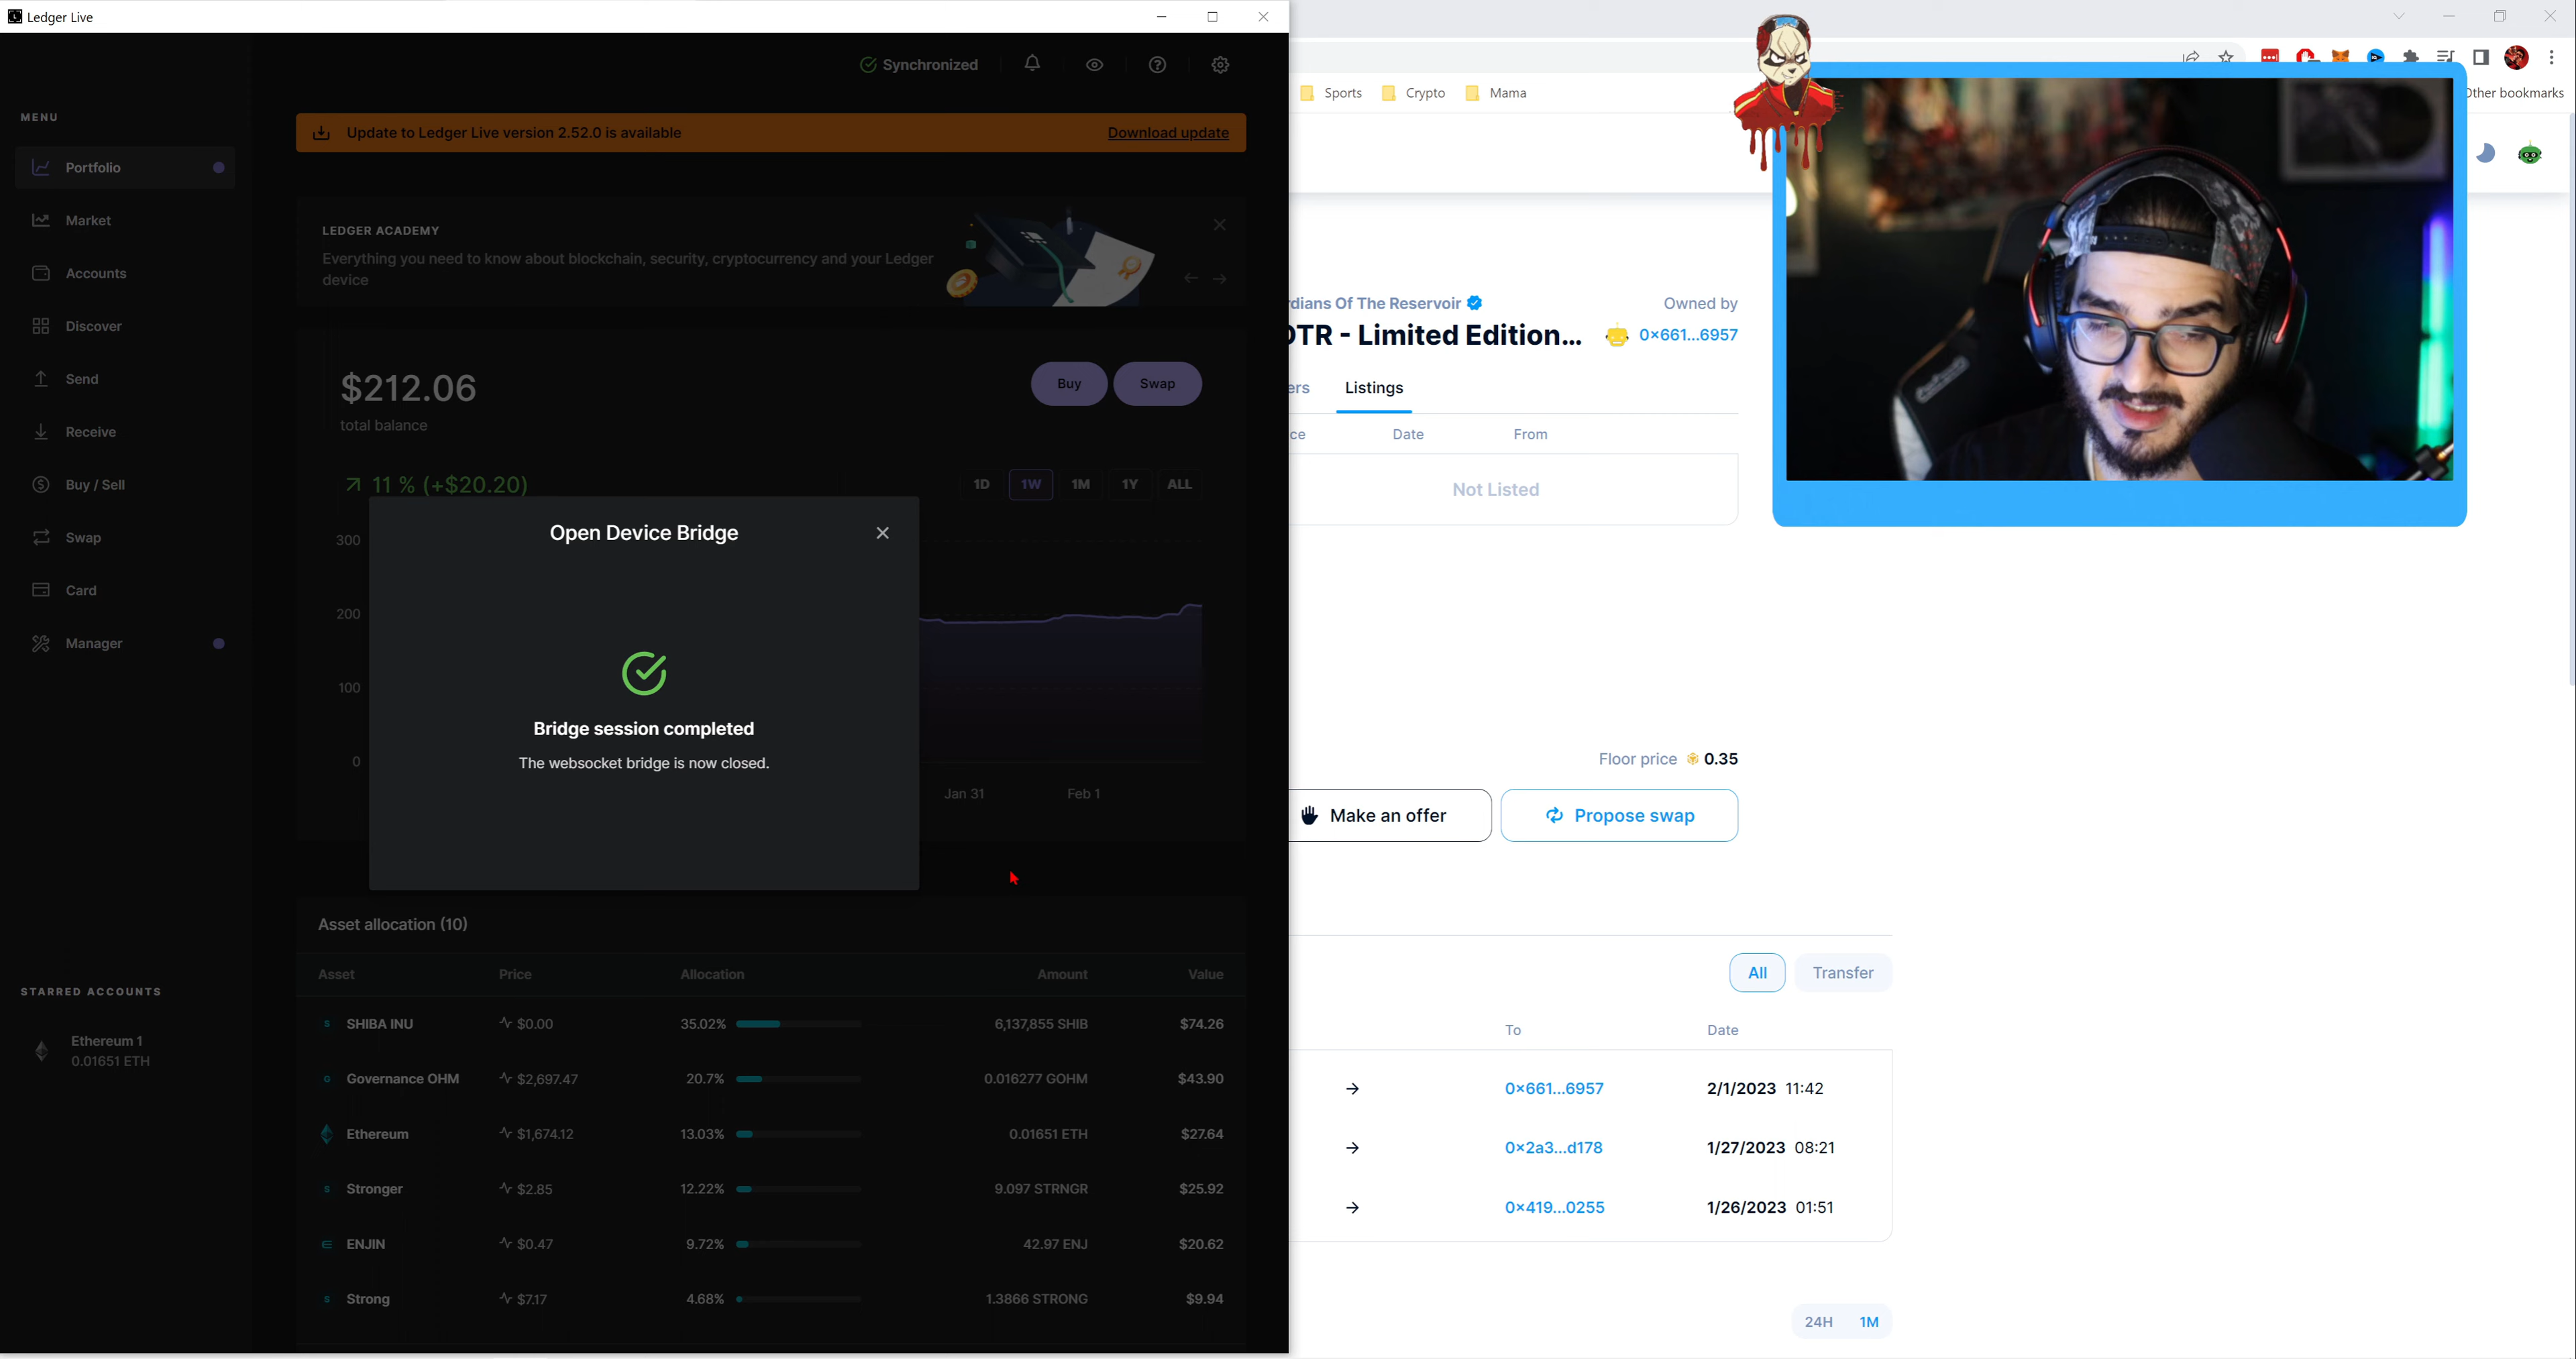 Ledger Live
Synchronized
MENU
Portfolio
Market
Accounts
Discover
Send
Receive
Buy / Sell
Swap
Card
Manager
STARRED ACCOUNTS
Ethereum 1
0.01651 ETH
Update to Ledger Live version 2.52.0 is available
Download update
LEDGER ACADEMY
Everything you need to know about blockchain, security, cryptocurrency and your Ledger
device
$212.06
total balance
Buy
Swap
11 % (+$20.20)
1D 1W 1M 1Y ALL
300
200
100
0
Jan 31 Feb 1
Open Device Bridge
Bridge session completed
The websocket bridge is now closed.
Asset allocation (10)
Asset Price Allocation Amount Value
SHIBA INU $0.00 35.02% 6,137,855 SHIB $74.26
Governance OHM $2,697.47 20.7% 0.016277 GOHM $43.90
Ethereum $1,674.12 13.03% 0.01651 ETH $27.64
Stronger $2.85 12.22% 9.097 STRNGR $25.92
ENJIN $0.47 9.72% 42.97 ENJ $20.62
Strong $7.17 4.68% 1.3866 STRONG $9.94
Sports Crypto Mama
Other bookmarks
rdians Of The Reservoir
Owned by
OTR - Limited Edition...
0x661...6957
ers Listings
ce Date From
Not Listed
Floor price 0.35
Make an offer
Propose swap
All Transfer
To Date
0x661...6957 2/1/2023 11:42
0x2a3...d178 1/27/2023 08:21
0x419...0255 1/26/2023 01:51
24H 1M